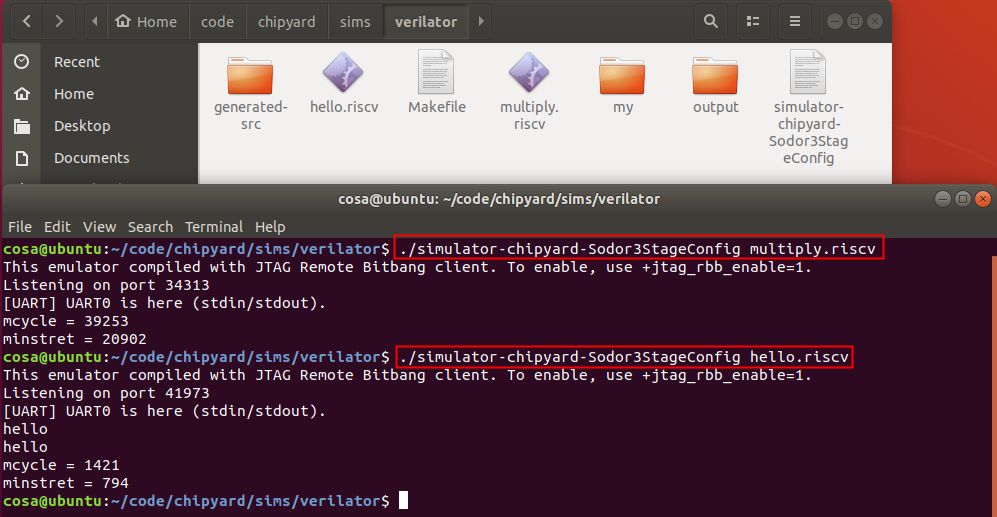 Home
code
chipyard
sims
verilator
Recent
Home
Desktop
Documents
generated-
src
hello.riscv
Makefile
multiply.
riscv
my
output
simulator-
chipyard-
Sodor3Stag
eConfig
cosa@ubuntu: ~/code/chipyard/sims/verilator
File Edit View Search Terminal Help
cosa@ubuntu:~/code/chipyard/sims/verilator$ ./simulator-chipyard-Sodor3StageConfig multiply.riscv
This emulator compiled with JTAG Remote Bitbang client. To enable, use +jtag_rbb_enable=1.
Listening on port 34313
[UART] UART0 is here (stdin/stdout).
mcycle = 39253
minstret = 20902
cosa@ubuntu:~/code/chipyard/sims/verilator$ ./simulator-chipyard-Sodor3StageConfig hello.riscv
This emulator compiled with JTAG Remote Bitbang client. To enable, use +jtag_rbb_enable=1.
Listening on port 41973
[UART] UART0 is here (stdin/stdout).
hello
hello
mcycle = 1421
minstret = 794
cosa@ubuntu:~/code/chipyard/sims/verilator$